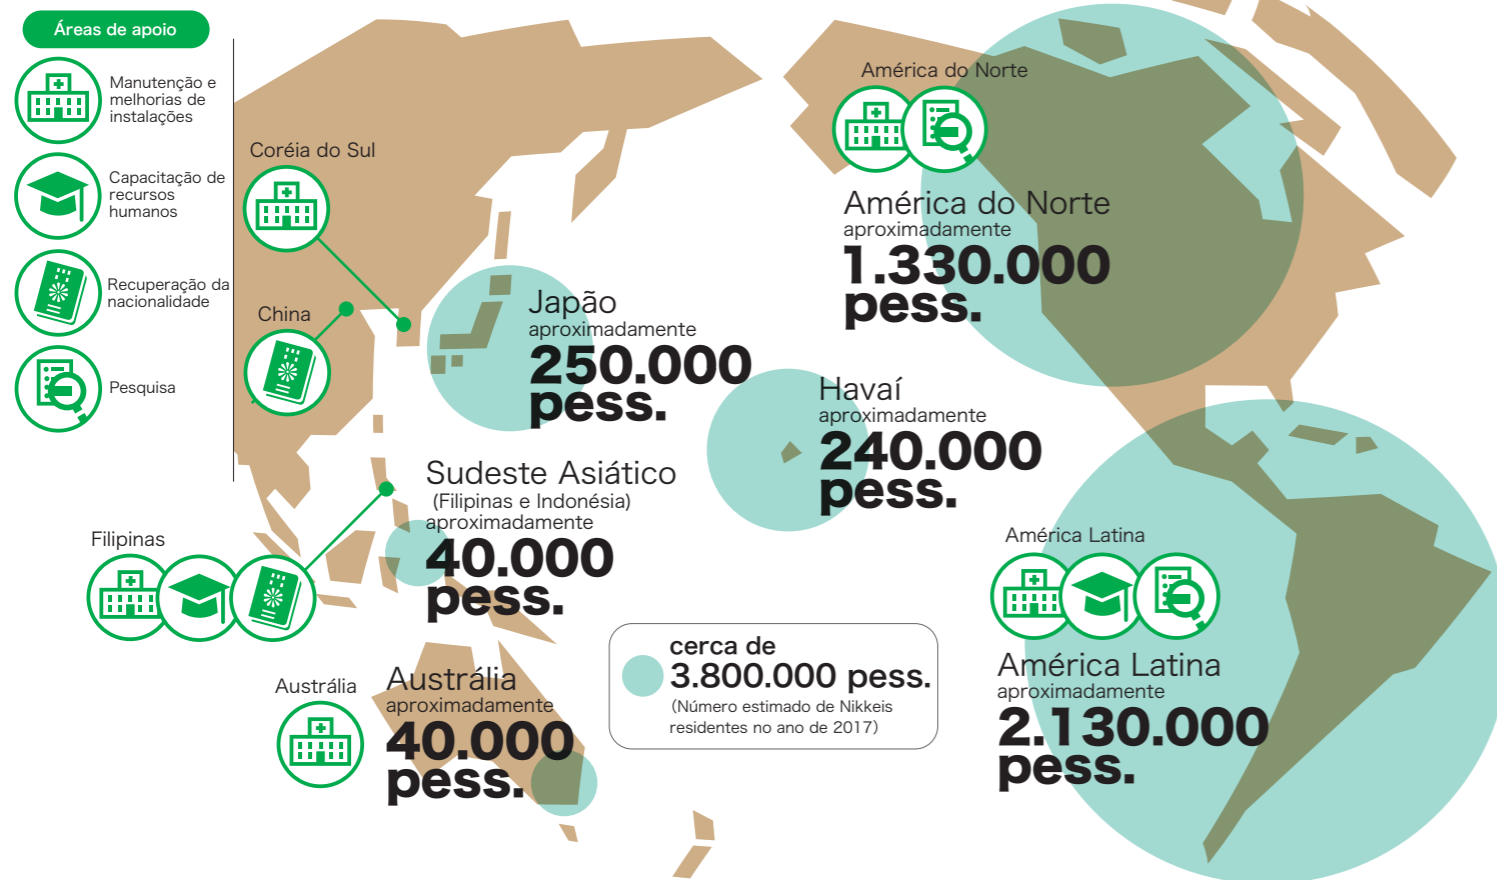 Áreas de apoio
Manutenção e
melhorias de
instalações
Capacitação de
recursos
humanos
Recuperação da
nacionalidade
Pesquisa
Coréia do Sul
China
Japão
aproximadamente
250.000
pess.
América do Norte
América do Norte
aproximadamente
1.330.000
pess.
Havaí
aproximadamente
240.000
pess.
Sudeste Asiático
(Filipinas e Indonésia)
aproximadamente
40.000
pess.
Filipinas
Austrália
Austrália
aproximadamente
40.000
pess.
cerca de
3.800.000 pess.
(Número estimado de Nikkeis
residentes no ano de 2017)
América Latina
América Latina
aproximadamente
2.130.000
pess.